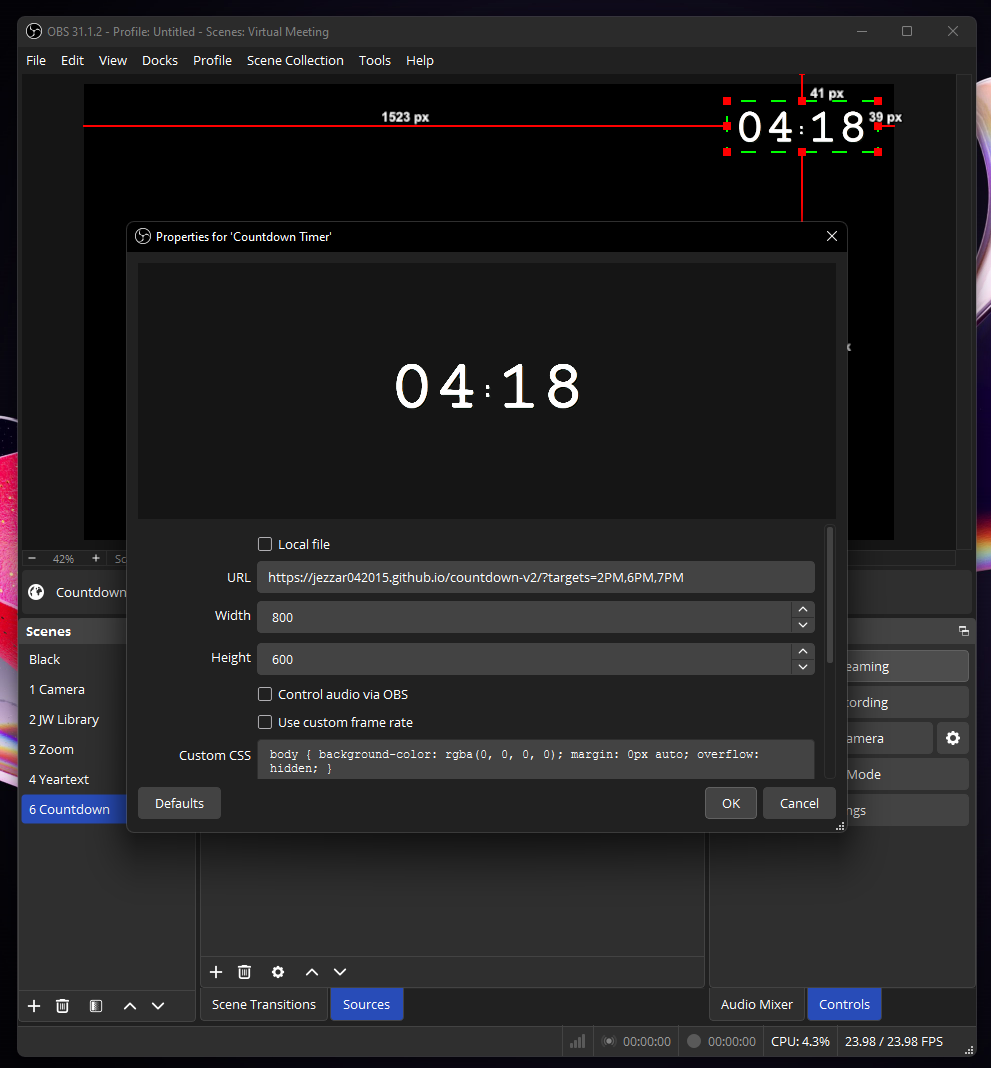 OBS 31.1.2 - Profile: Untitled - Scenes: Virtual Meeting
File Edit View Docks Profile Scene Collection Tools Help
41 px
1523 px
04:18
39 px
Properties for 'Countdown Timer'
04:18
Local file
URL
https://jezzar042015.github.io/countdown-v2/?targets=2PM,6PM,7PM
Width
800
Height
600
Control audio via OBS
Use custom frame rate
Custom CSS
body { background-color: rgba(0, 0, 0, 0); margin: 0px auto; overflow:
hidden; }
Defaults
OK
Cancel
42%
Sc
Countdown
Scenes
Black
1 Camera
2 JW Library
3 Zoom
4 Yeartext
6 Countdown
eaming
ording
amera
Mode
ngs
Scene Transitions
Sources
Audio Mixer
Controls
00:00:00
00:00:00
CPU: 4.3%
23.98 / 23.98 FPS